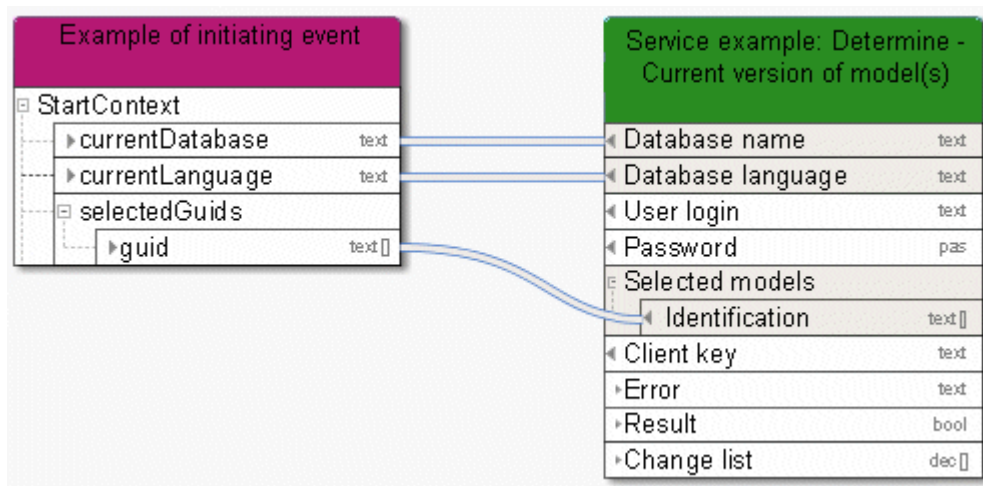 Example of initiating event
StartContext
currentDatabase text
currentLanguage text
selectedGuids
guid text[]
Service example: Determine -
Current version of model(s)
Database name text
Database language text
User login text
Password pas
Selected models
Identification text[]
Client key text
Error text
Result bool
Change list dec[]